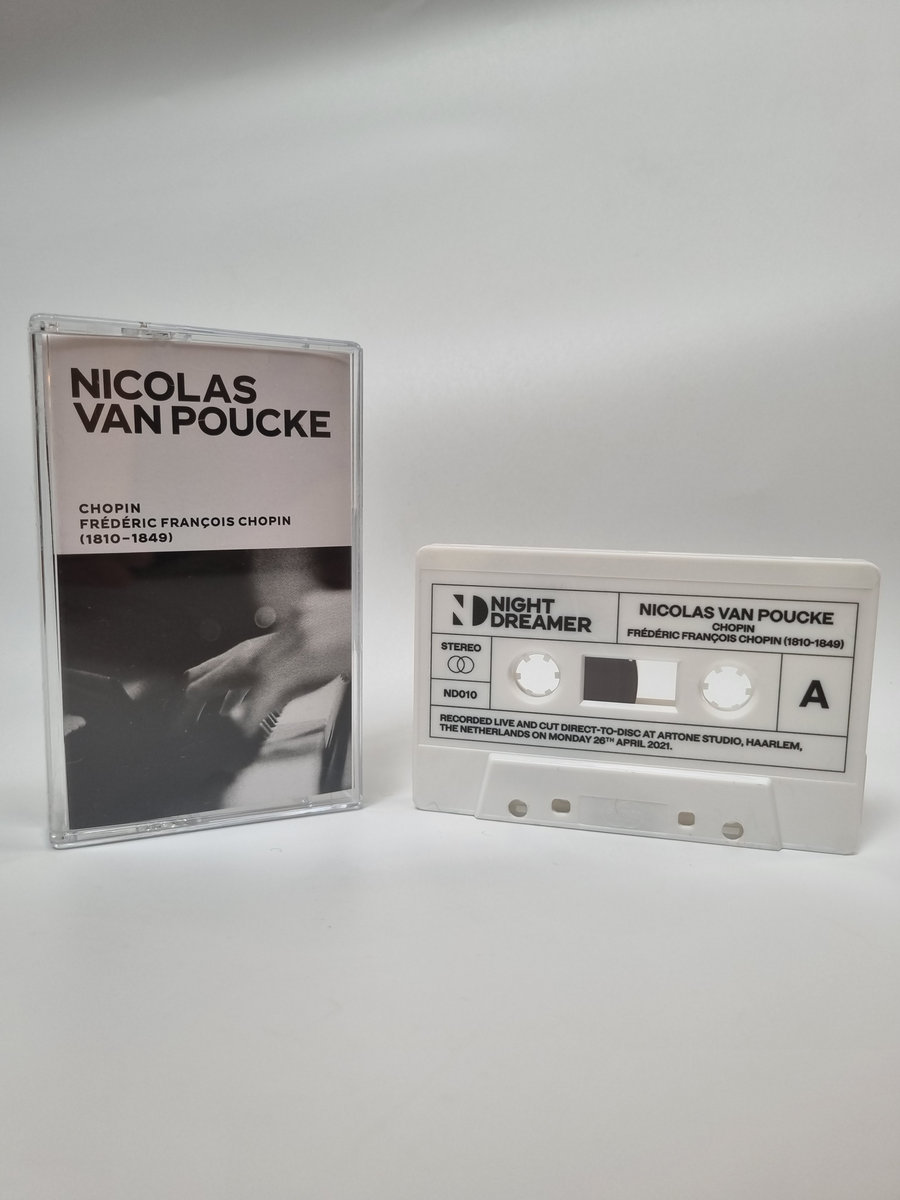 NICOLAS
VAN POUCKE
CHOPIN
FRÉDÉRIC FRANÇOIS CHOPIN
(1810–1849)
ND NIGHT
DREAMER
NICOLAS VAN POUCKE
CHOPIN
FRÉDÉRIC FRANÇOIS CHOPIN (1810-1849)
STEREO
ND010
A
RECORDED LIVE AND CUT DIRECT-TO-DISC AT ARTONE STUDIO, HAARLEM,
THE NETHERLANDS ON MONDAY 26TH APRIL 2021.